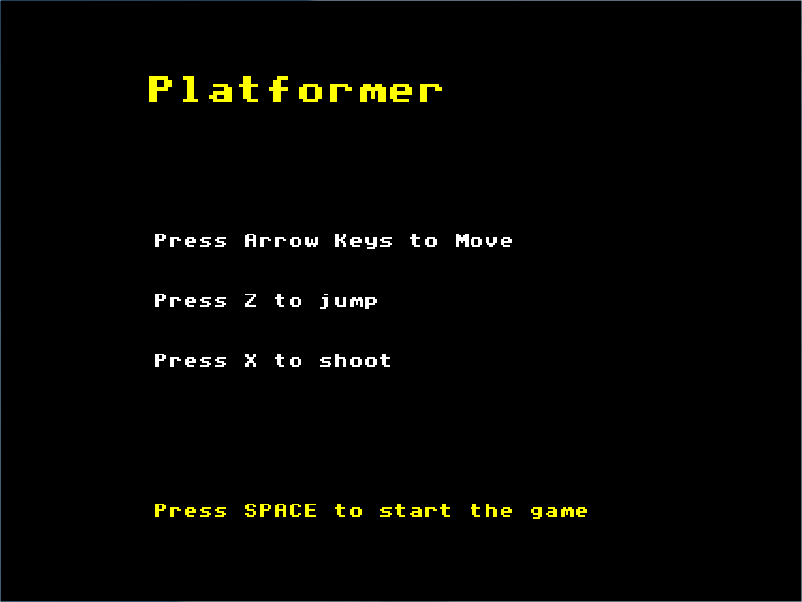 Platformer
Press Arrow Keys to Move
Press Z to jump
Press X to shoot
Press SPACE to start the game